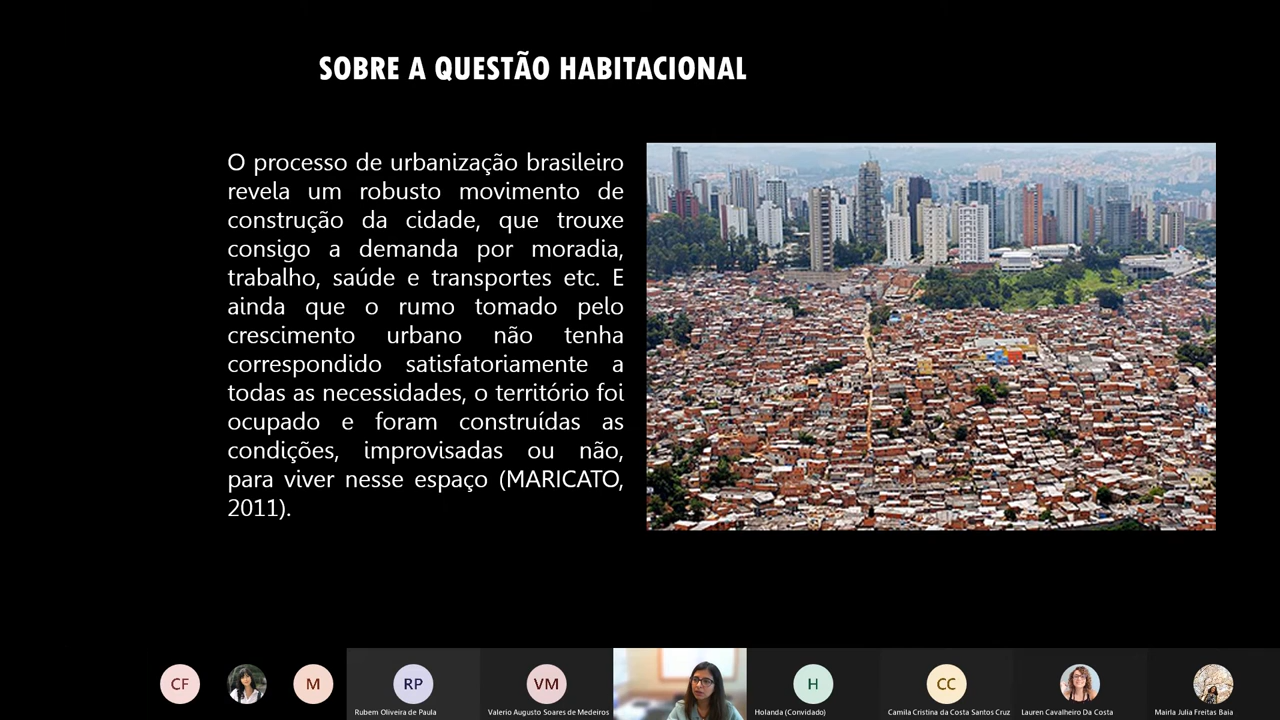 SOBRE A QUESTÃO HABITACIONAL
O processo de urbanização brasileiro
revela um robusto movimento de
construção da cidade, que trouxe
consigo a demanda por moradia,
trabalho, saúde e transportes etc. E
ainda que o rumo tomado pelo
crescimento urbano não tenha
correspondido satisfatoriamente a
todas as necessidades, o território foi
ocupado e foram construídas as
condições, improvisadas ou não,
para viver nesse espaço (MARICATO,
2011).
CF
M
RP
VM
H
CC
Rubem Oliveira de Paula
Valerio Augusto Soares de Medeiros
Holanda (Convidado)
Camila Cristina da Costa Santos Cruz
Lauren Cavalheiro Da Costa
Mairla Julia Freitas Baia